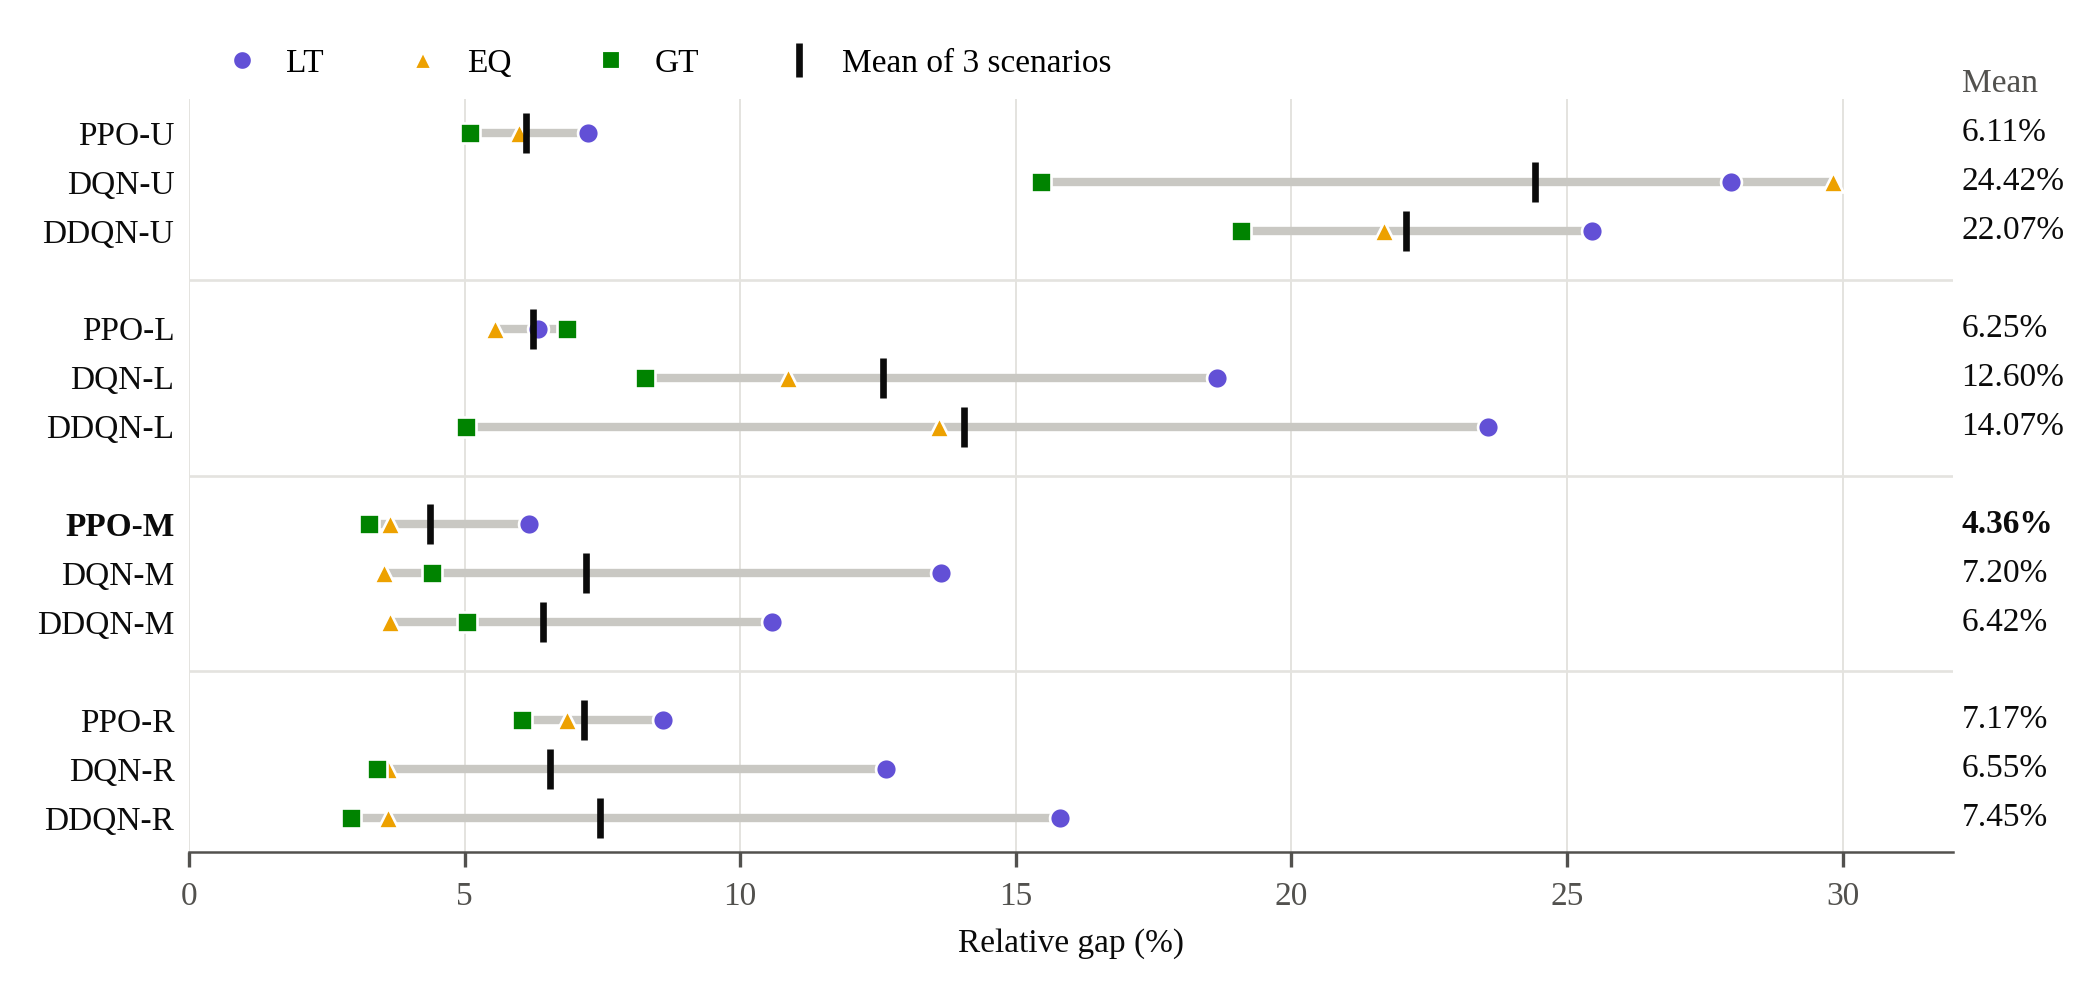 LT EQ GT Mean of 3 scenarios
Mean
PPO-U 6.11%
DQN-U 24.42%
DDQN-U 22.07%
PPO-L 6.25%
DQN-L 12.60%
DDQN-L 14.07%
PPO-M 4.36%
DQN-M 7.20%
DDQN-M 6.42%
PPO-R 7.17%
DQN-R 6.55%
DDQN-R 7.45%
0 5 10 15 20 25 30
Relative gap (%)